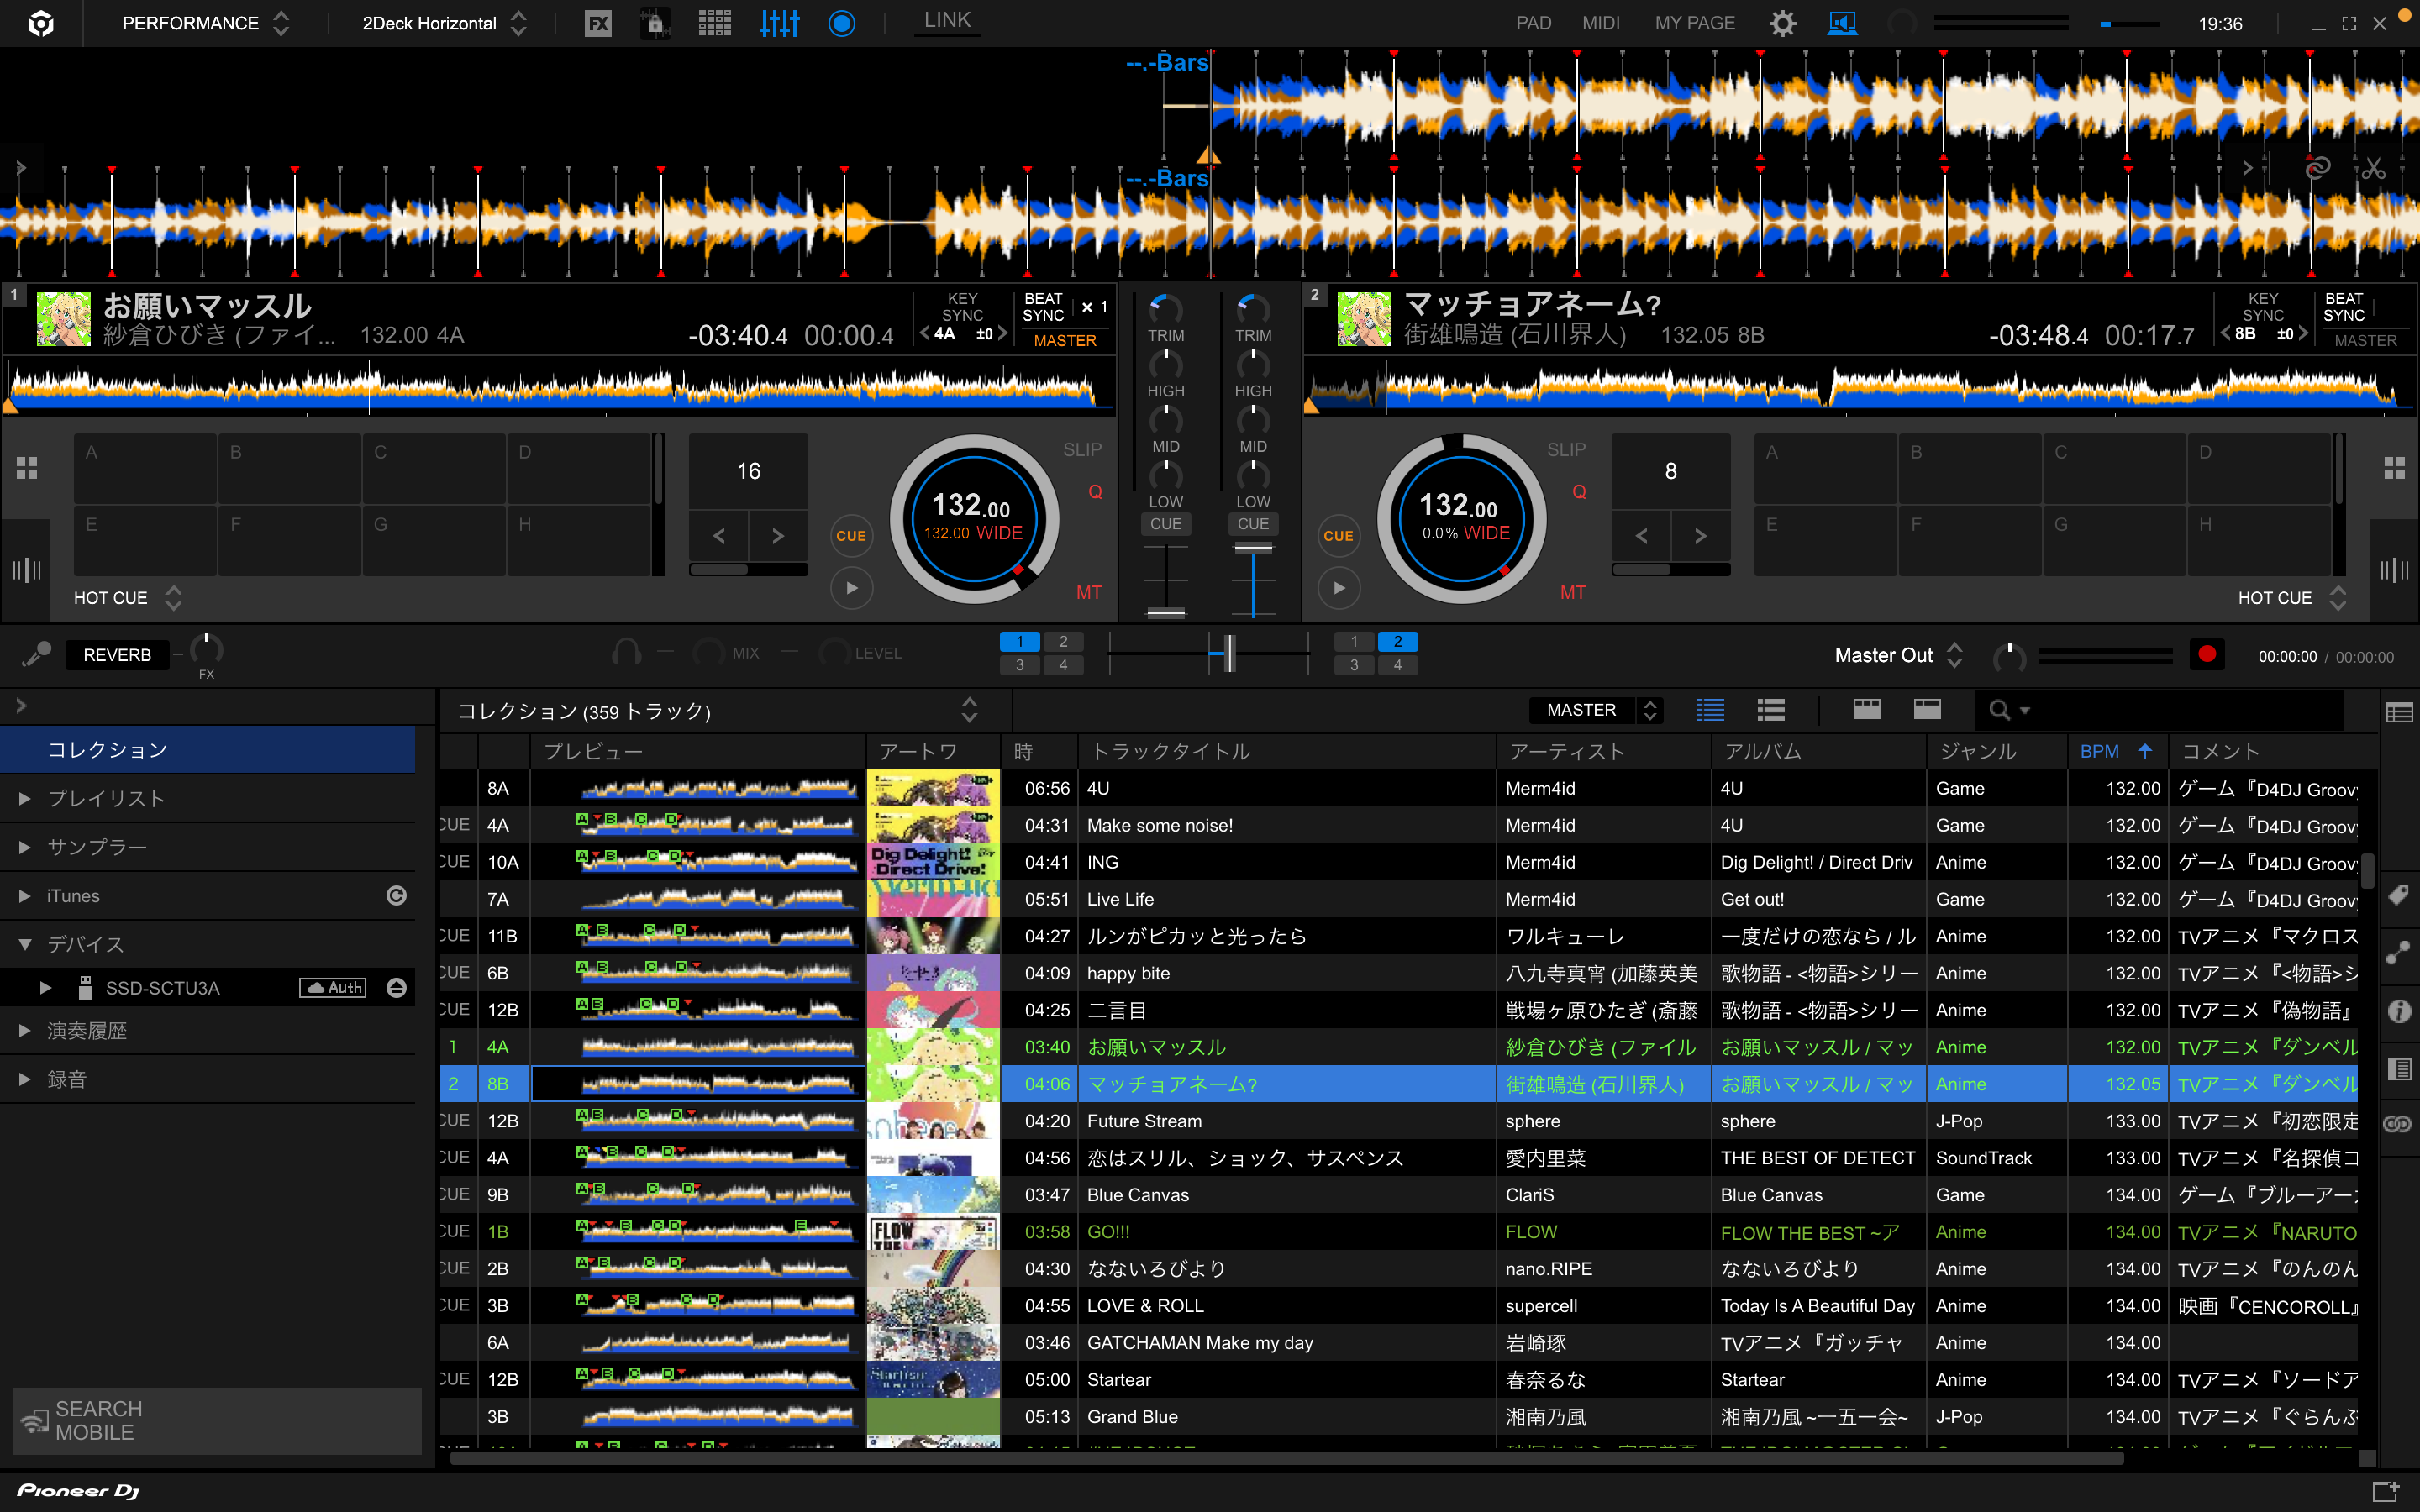 PERFORMANCE
2Deck Horizontal
FX
LINK
PAD
MIDI
MY PAGE
19:36
--.-Bars
--.-Bars
1
お願いマッスル
紗倉ひびき (ファイ...
132.00 4A
-03:40.4 00:00.4
KEY SYNC
4A ±0
BEAT SYNC
× 1
MASTER
TRIM
HIGH
MID
LOW
CUE
TRIM
HIGH
MID
LOW
CUE
2
マッチョアネーム?
街雄鳴造 (石川界人)
132.05 8B
-03:48.4 00:17.7
KEY SYNC
8B ±0
BEAT SYNC
MASTER
A B C D
E F G H
HOT CUE
16
CUE
132.00
132.00 WIDE
SLIP
Q
MT
CUE
132.00
0.0% WIDE
SLIP
Q
MT
8
A B C D
E F G H
HOT CUE
REVERB
FX
MIX
LEVEL
1 2
3 4
1 2
3 4
Master Out
00:00:00 / 00:00:00
コレクション
プレイリスト
サンプラー
iTunes
デバイス
SSD-SCTU3A Auth
演奏履歴
録音
SEARCH
MOBILE
コレクション (359 トラック)
MASTER
プレビュー アートワ 時 トラックタイトル アーティスト アルバム ジャンル BPM コメント
8A 06:56 4U Merm4id 4U Game 132.00 ゲーム『D4DJ Groovy
CUE 4A A B C D 04:31 Make some noise! Merm4id 4U Game 132.00 ゲーム『D4DJ Groovy
CUE 10A A B C D Dig Delight! Direct Drive! 04:41 ING Merm4id Dig Delight! / Direct Driv Anime 132.00 ゲーム『D4DJ Groovy
7A 05:51 Live Life Merm4id Get out! Game 132.00 ゲーム『D4DJ Groovy
CUE 11B A B C D 04:27 ルンがピカッと光ったら ワルキューレ 一度だけの恋なら / ル Anime 132.00 TVアニメ『マクロス
CUE 6B A B C D 04:09 happy bite 八九寺真宵 (加藤英美 歌物語 - <物語>シリー Anime 132.00 TVアニメ『<物語>シ
CUE 12B A B C D 04:25 二言目 戦場ヶ原ひたぎ (斎藤 歌物語 - <物語>シリー Anime 132.00 TVアニメ『偽物語』
1 4A 03:40 お願いマッスル 紗倉ひびき (ファイル お願いマッスル / マッ Anime 132.00 TVアニメ『ダンベル
2 8B 04:06 マッチョアネーム? 街雄鳴造 (石川界人) お願いマッスル / マッ Anime 132.05 TVアニメ『ダンベル
CUE 12B A B C D 04:20 Future Stream sphere sphere J-Pop 133.00 TVアニメ『初恋限定
CUE 4A A B C D 04:56 恋はスリル、ショック、サスペンス 愛内里菜 THE BEST OF DETECT SoundTrack 133.00 TVアニメ『名探偵コ
CUE 9B A B C D 03:47 Blue Canvas ClariS Blue Canvas Game 134.00 ゲーム『ブルーアー
CUE 1B A B C D E FLOW THE 03:58 GO!!! FLOW FLOW THE BEST ~ア Anime 134.00 TVアニメ『NARUTO
CUE 2B A B C D 04:30 なないろびより nano.RIPE なないろびより Anime 134.00 TVアニメ『のんのん
CUE 3B A B C D 04:55 LOVE & ROLL supercell Today Is A Beautiful Day Anime 134.00 映画『CENCOROLL』
6A 03:46 GATCHAMAN Make my day 岩崎琢 TVアニメ『ガッチャ Anime 134.00
CUE 12B A B C D Startear 05:00 Startear 春奈るな Startear Anime 134.00 TVアニメ『ソードア
3B 05:13 Grand Blue 湘南乃風 湘南乃風 ~一五一会~ J-Pop 134.00 TVアニメ『ぐらんぶ
Pioneer Dj